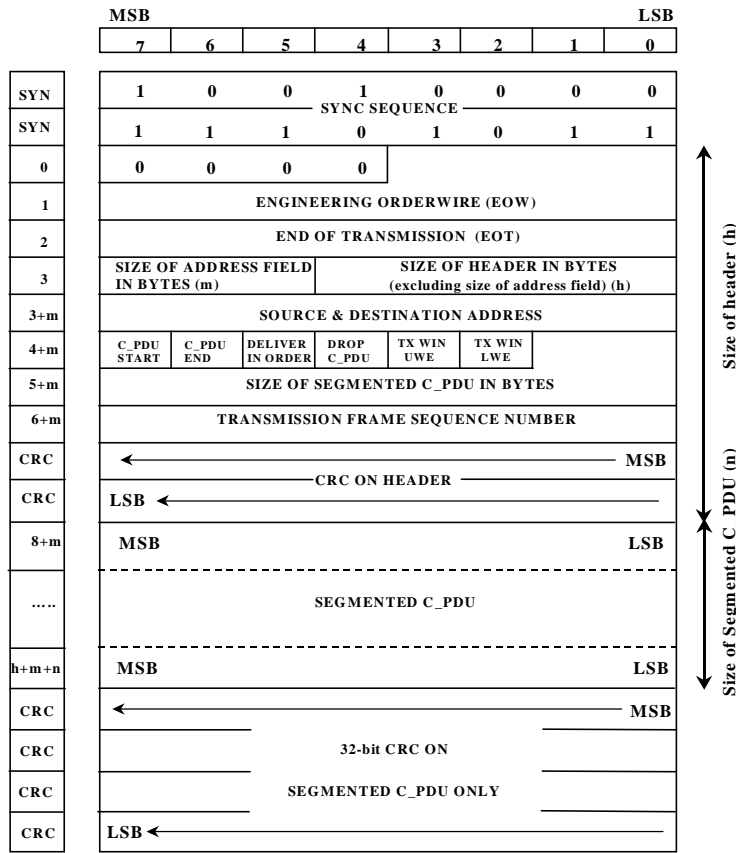 MSB LSB
7 6 5 4 3 2 1 0
SYN 1 0 0 1 0 0 0 0
SYNC SEQUENCE
SYN 1 1 1 0 1 0 1 1
0 0 0 0 0
1 ENGINEERING ORDERWIRE (EOW)
2 END OF TRANSMISSION (EOT)
3 SIZE OF ADDRESS FIELD IN BYTES (m) SIZE OF HEADER IN BYTES (excluding size of address field) (h)
3+m SOURCE & DESTINATION ADDRESS
4+m C_PDU START C_PDU END DELIVER IN ORDER DROP C_PDU TX WIN UWE TX WIN LWE
5+m SIZE OF SEGMENTED C_PDU IN BYTES
6+m TRANSMISSION FRAME SEQUENCE NUMBER
CRC MSB
CRC ON HEADER
CRC LSB
8+m MSB LSB
..... SEGMENTED C_PDU
h+m+n MSB LSB
CRC MSB
CRC 32-bit CRC ON
CRC SEGMENTED C_PDU ONLY
CRC LSB
Size of header (h)
Size of Segmented C_PDU (n)